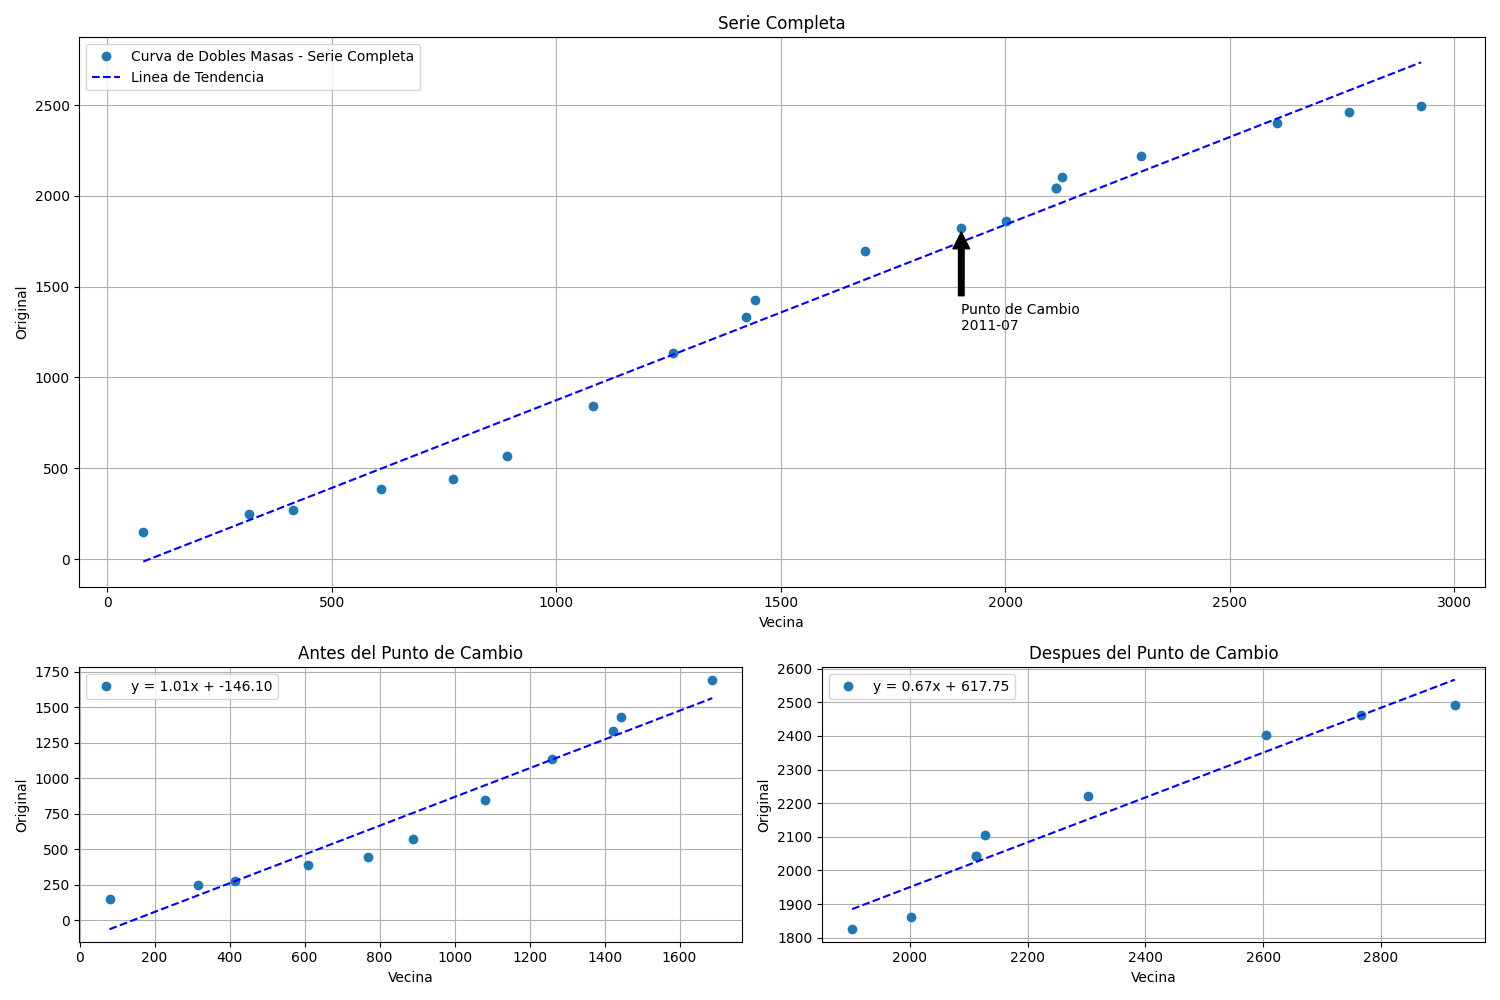 Serie Completa
Curva de Dobles Masas - Serie Completa
Linea de Tendencia
Original
2500
2000
1500
1000
500
0
Punto de Cambio
2011-07
0 500 1000 1500 2000 2500 3000
Vecina
Antes del Punto de Cambio
y = 1.01x + -146.10
Original
1750
1500
1250
1000
750
500
250
0
0 200 400 600 800 1000 1200 1400 1600
Vecina
Despues del Punto de Cambio
y = 0.67x + 617.75
Original
2600
2500
2400
2300
2200
2100
2000
1900
1800
2000 2200 2400 2600 2800
Vecina